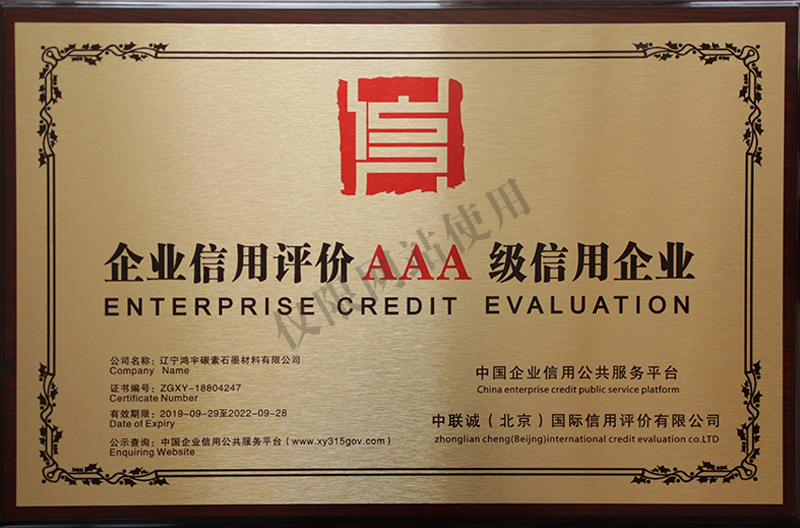 信
企业信用评价AAA 级信用企业
ENTERPRISE CREDIT EVALUATION
仅限网站使用
公司名称：辽宁鸿宇碳素石墨材料有限公司
Company Name
证书编号：ZGXY-18804247
Certificate Number
有效期限：2019-09-29至2022-09-28
Date of Expiry
公示查询：中国企业信用公共服务平台（www.xy315gov.com）
Enquiring Website
中国企业信用公共服务平台
China enterprise credit public service platform
中联诚（北京）国际信用评价有限公司
zhonglian cheng(Beijng)international credit evaluation co.LTD